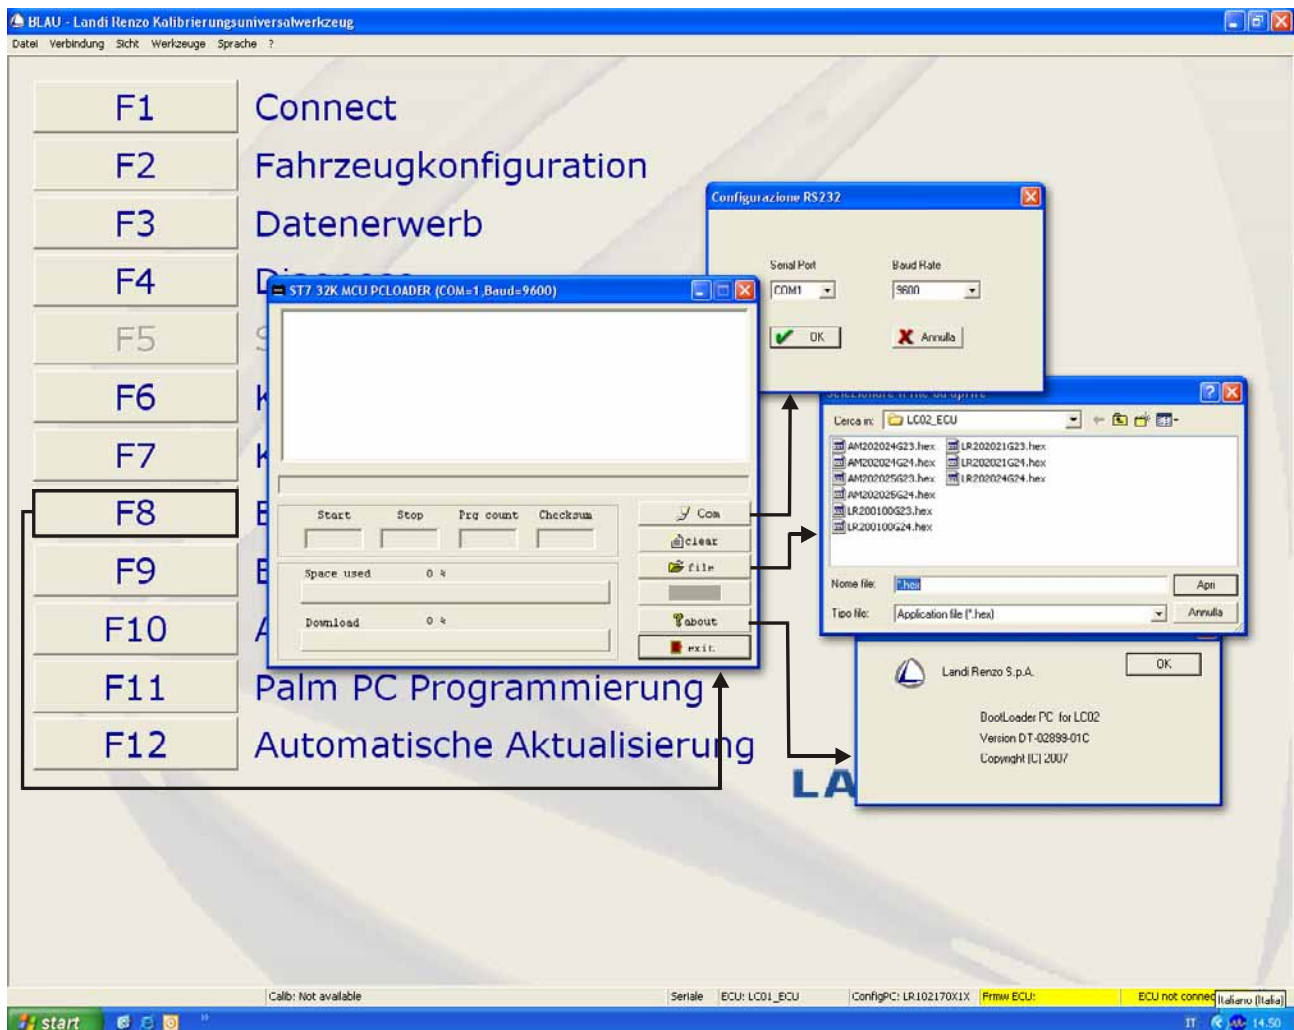 BLAU - Landi Renzo Kalibrierungsuniversalwerkzeug
Datei Verbindung Sicht Werkzeuge Sprache ?
F1 Connect
F2 Fahrzeugkonfiguration
F3 Datenerwerb
F4
F5
F6
F7
F8
F9
F10
F11 Palm PC Programmierung
F12 Automatische Aktualisierung
Configurazione RS232
Serial Port Baud Rate
COM1 9600
OK Annulla
ST7 32K MCU PCLOADER (COM=1,Baud=9600)
Start Stop Prg count Checksum
Space used 0 %
Download 0 %
Com
clear
file
about
exit
Cerca in: LC02_ECU
AM202024G23.hex LR202021G23.hex
AM202024G24.hex LR202021G24.hex
AM202025G23.hex LR202024G24.hex
AM202025G24.hex
LR200100G23.hex
LR200100G24.hex
Nome file: *.hex Apri
Tipo file: Application file (*.hex) Annulla
Landi Renzo S.p.A. OK
BootLoader PC for LC02
Version DT-02899-01C
Copyright (C) 2007
LA
Calib: Not available Seriale ECU: LC01_ECU ConfigPC: LR102170X1X Frmw ECU: ECU not connec
Italiano (Italia)
start IT 14.50